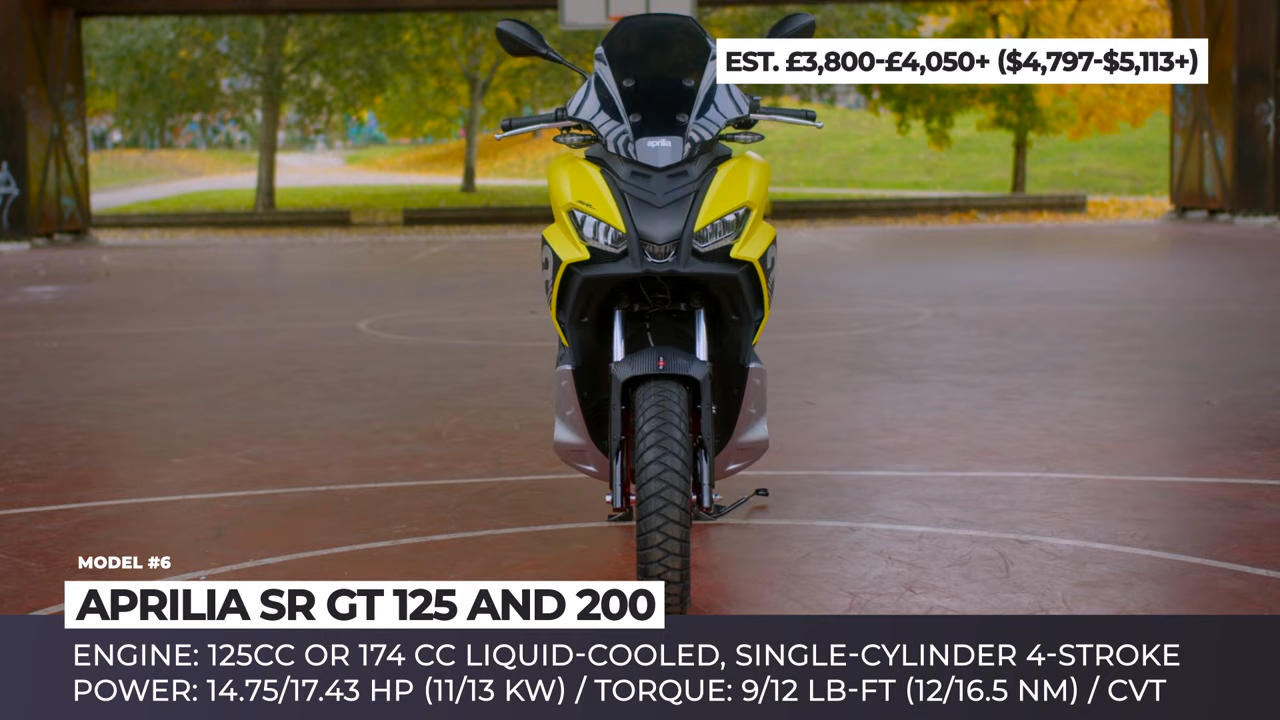 EST. £3,800-£4,050+ ($4,797-$5,113+)
aprilia
MODEL #6
APRILIA SR GT 125 AND 200
ENGINE: 125CC OR 174 CC LIQUID-COOLED, SINGLE-CYLINDER 4-STROKE
POWER: 14.75/17.43 HP (11/13 KW) / TORQUE: 9/12 LB-FT (12/16.5 NM) / CVT